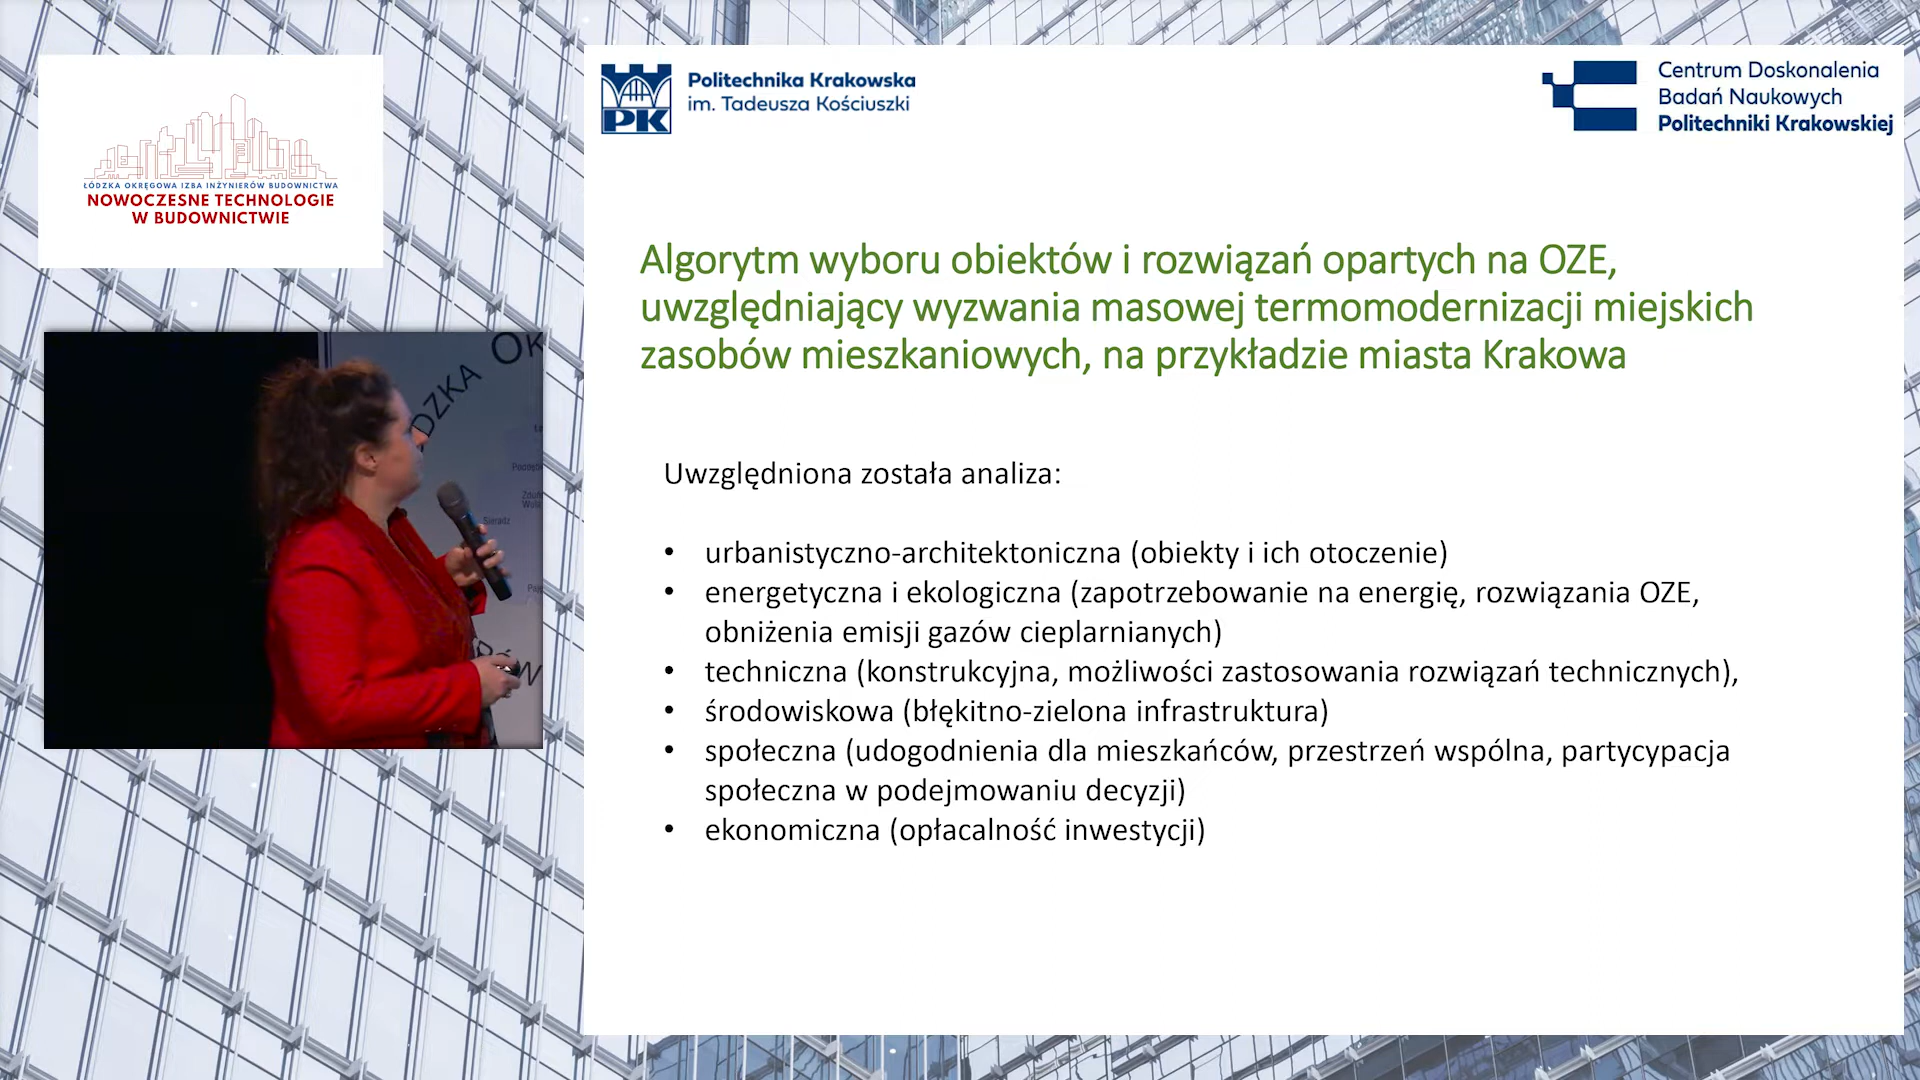 ŁÓDZKA OKRĘGOWA IZBA INŻYNIERÓW BUDOWNICTWA
NOWOCZESNE TECHNOLOGIE
W BUDOWNICTWIE
Politechnika Krakowska
im. Tadeusza Kościuszki
PK
Centrum Doskonalenia
Badań Naukowych
Politechniki Krakowskiej
Algorytm wyboru obiektów i rozwiązań opartych na OZE,
uwzględniający wyzwania masowej termomodernizacji miejskich
zasobów mieszkaniowych, na przykładzie miasta Krakowa
Uwzględniona została analiza:
• urbanistyczno-architektoniczna (obiekty i ich otoczenie)
• energetyczna i ekologiczna (zapotrzebowanie na energię, rozwiązania OZE,
obniżenia emisji gazów cieplarnianych)
• techniczna (konstrukcyjna, możliwości zastosowania rozwiązań technicznych),
• środowiskowa (błękitno-zielona infrastruktura)
• społeczna (udogodnienia dla mieszkańców, przestrzeń wspólna, partycypacja
społeczna w podejmowaniu decyzji)
• ekonomiczna (opłacalność inwestycji)
DZKA OK
Sieradz